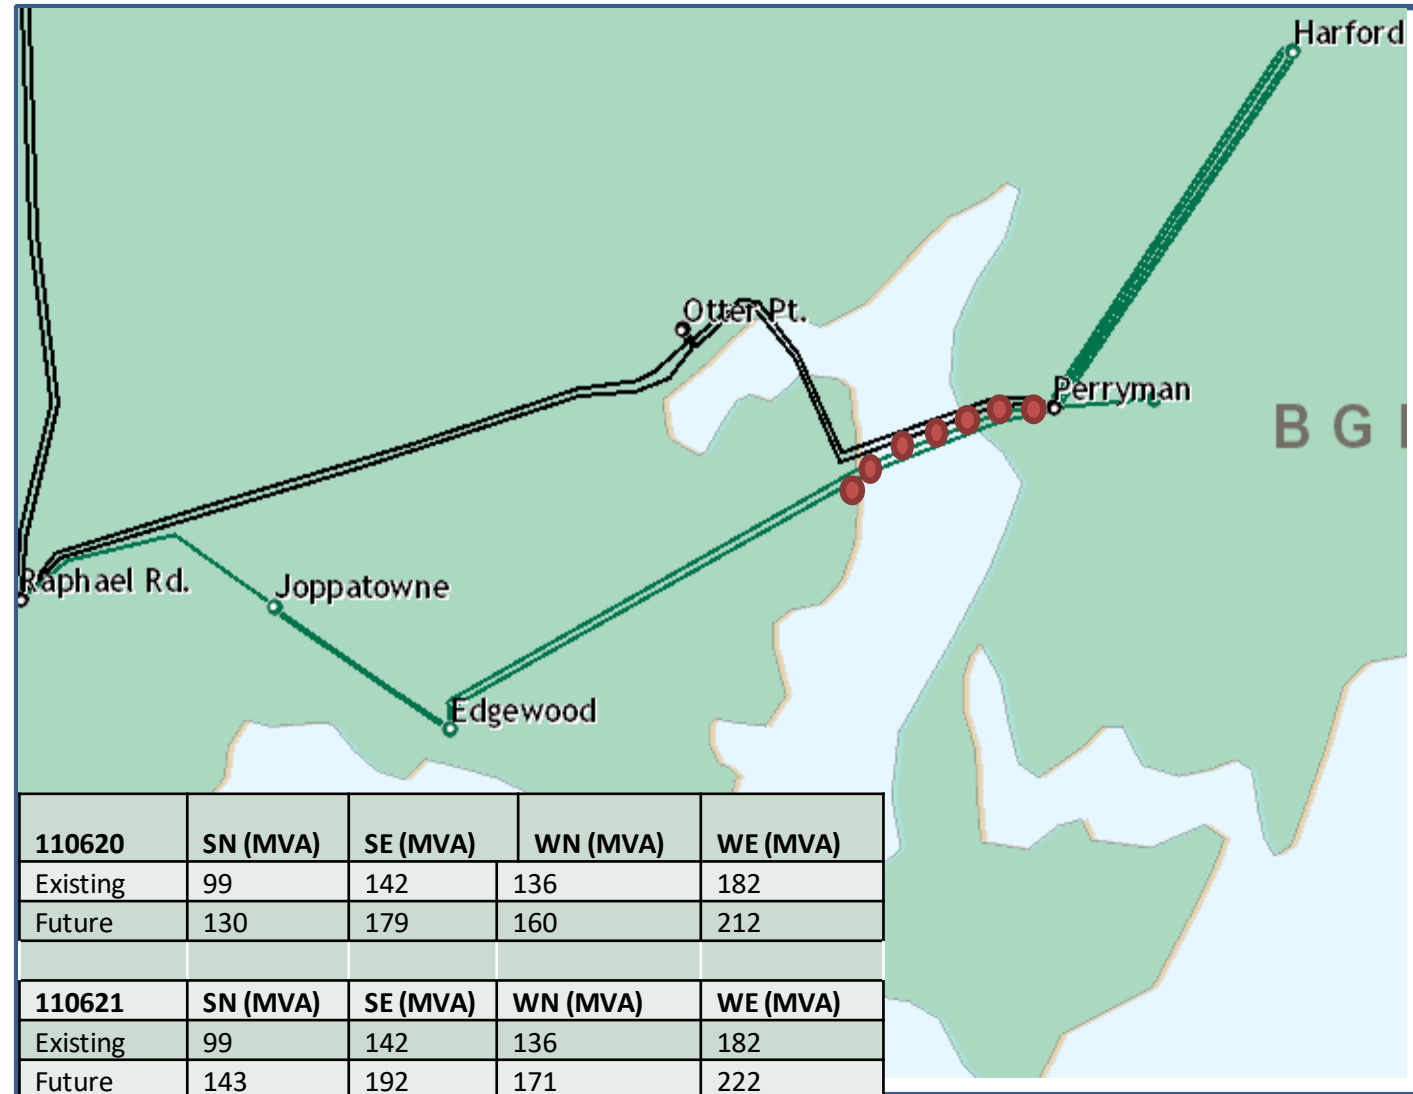 Harford
Otter Pt.
Perryman
B G
Raphael Rd.
Joppatowne
Edgewood
110620 SN (MVA) SE (MVA) WN (MVA) WE (MVA)
Existing 99 142 136 182
Future 130 179 160 212
110621 SN (MVA) SE (MVA) WN (MVA) WE (MVA)
Existing 99 142 136 182
Future 143 192 171 222